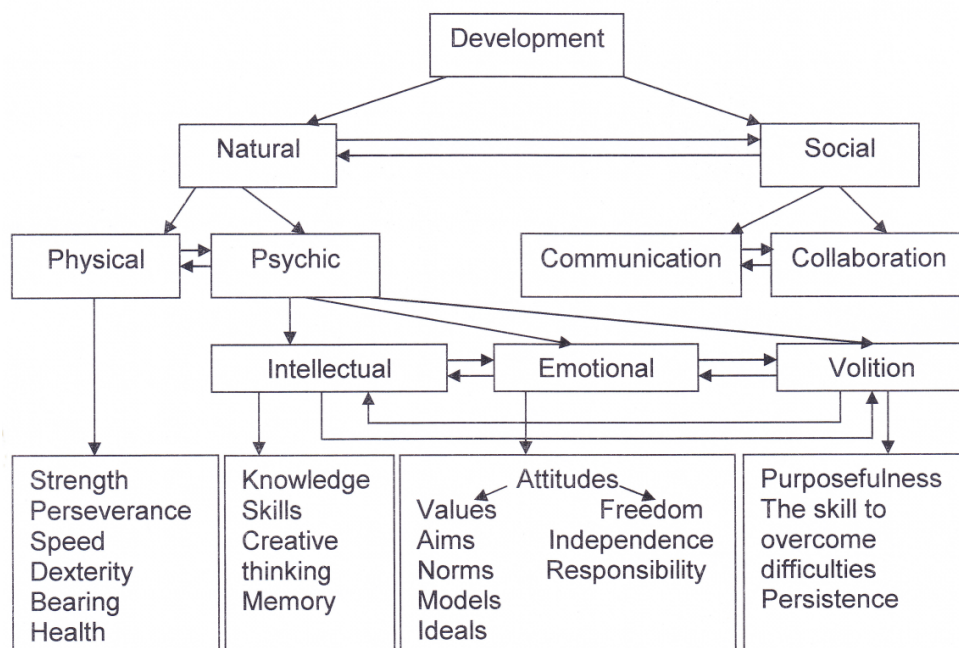 Development
Natural
Social
Physical
Psychic
Communication
Collaboration
Intellectual
Emotional
Volition
Strength
Perseverance
Speed
Dexterity
Bearing
Health
Knowledge
Skills
Creative
thinking
Memory
Attitudes
Values
Aims
Norms
Models
Ideals
Freedom
Independence
Responsibility
Purposefulness
The skill to
overcome
difficulties
Persistence